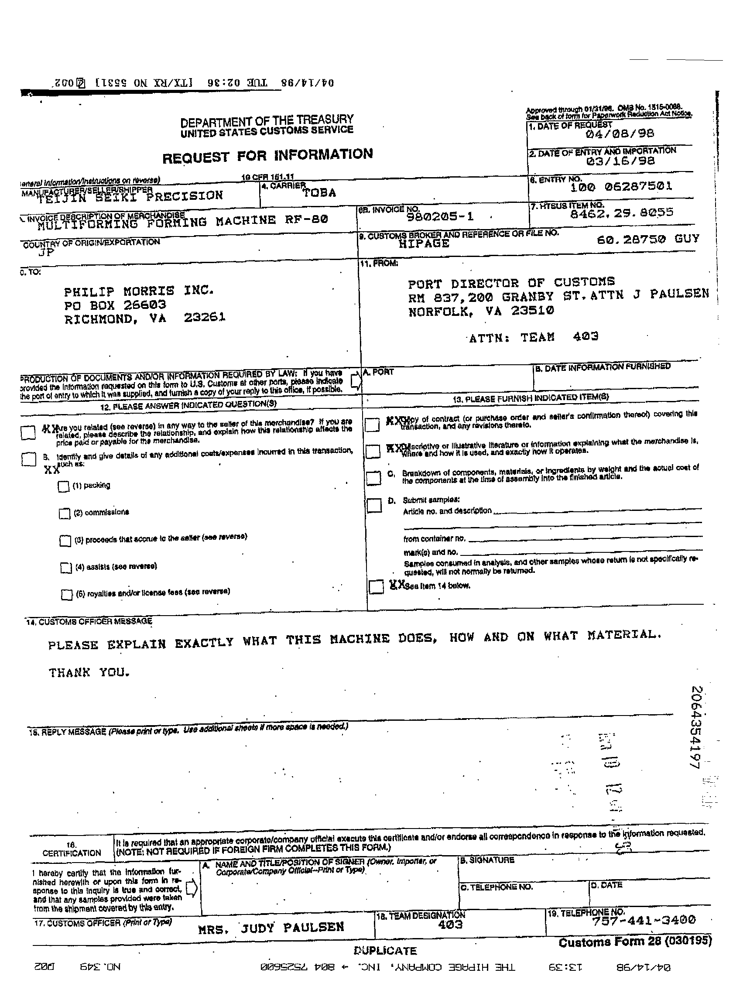 04/14/98 TUE 02:36 [TX/RX NO 5531] 002
DEPARTMENT OF THE TREASURY
UNITED STATES CUSTOMS SERVICE
REQUEST FOR INFORMATION
19 CFR 161.11
Approved through 01/31/98. OMB No. 1515-0068.
See back of form for Paperwork Reduction Act Notice.
1. DATE OF REQUEST
04/08/98
2. DATE OF ENTRY AND IMPORTATION
03/16/98
eneral Information/Instructions on reverse)
MANUFACTURER/SELLER/SHIPPER
TEIJIN SEIKI PRECISION
4. CARRIER
TOBA
6. ENTRY NO.
100 06287501
INVOICE DESCRIPTION OF MERCHANDISE
MULTIFORMING FORMING MACHINE RF-80
6B. INVOICE NO.
980205-1
7. HTSUS ITEM NO.
8462.29.8055
COUNTRY OF ORIGIN/EXPORTATION
JP
9. CUSTOMS BROKER AND REFERENCE OR FILE NO.
HIPAGE 60.28750 GUY
0. TO:
PHILIP MORRIS INC.
PO BOX 26603
RICHMOND, VA 23261
11. FROM:
PORT DIRECTOR OF CUSTOMS
RM 837,200 GRANBY ST.ATTN J PAULSEN
NORFOLK, VA 23510
ATTN: TEAM 403
PRODUCTION OF DOCUMENTS AND/OR INFORMATION REQUIRED BY LAW: If you have
provided the information requested on this form to U.S. Customs at other ports, please indicate
the port of entry to which it was supplied, and furnish a copy of your reply to this office, if possible.
A. PORT
B. DATE INFORMATION FURNISHED
12. PLEASE ANSWER INDICATED QUESTION(S)
XX Are you related (see reverse) in any way to the seller of this merchandise? If you are
related, please describe the relationship, and explain how this relationship affects the
price paid or payable for the merchandise.
B. Identify and give details of any additional costs/expenses incurred in this transaction,
XX such as:
(1) packing
(2) commissions
(3) proceeds that accrue to the seller (see reverse)
(4) assists (see reverse)
(5) royalties and/or license fees (see reverse)
13. PLEASE FURNISH INDICATED ITEM(S)
XX Copy of contract (or purchase order and seller's confirmation thereof) covering this
transaction, and any revisions thereto.
XX Descriptive or illustrative literature or information explaining what the merchandise is,
where and how it is used, and exactly how it operates.
C. Breakdown of components, materials, or ingredients by weight and the actual cost of
the components at the time of assembly into the finished article.
D. Submit samples:
Article no. and description
from container no.
mark(s) and no.
Samples consumed in analysis, and other samples whose return is not specifically re-
quested, will not normally be returned.
XX See item 14 below.
14. CUSTOMS OFFICER MESSAGE
PLEASE EXPLAIN EXACTLY WHAT THIS MACHINE DOES, HOW AND ON WHAT MATERIAL.
THANK YOU.
2064354197
15. REPLY MESSAGE (Please print or type. Use additional sheets if more space is needed.)
16.
CERTIFICATION
It is required that an appropriate corporate/company official execute this certificate and/or endorse all correspondence in response to the information requested.
(NOTE: NOT REQUIRED IF FOREIGN FIRM COMPLETES THIS FORM.)
I hereby certify that the information fur-
nished herewith or upon this form in re-
sponse to this inquiry is true and correct,
and that any samples provided were taken
from the shipment covered by this entry.
A. NAME AND TITLE/POSITION OF SIGNER (Owner, Importer, or
Corporate/Company Official--Print or Type)
B. SIGNATURE
C. TELEPHONE NO.
D. DATE
17. CUSTOMS OFFICER (Print or Type)
MRS. JUDY PAULSEN
18. TEAM DESIGNATION
403
19. TELEPHONE NO.
757-441-3400
Customs Form 28 (030195)
DUPLICATE
04/14/98 13:39 THE HIPAGE COMPANY, INC. → 804 7525600 NO.349 002